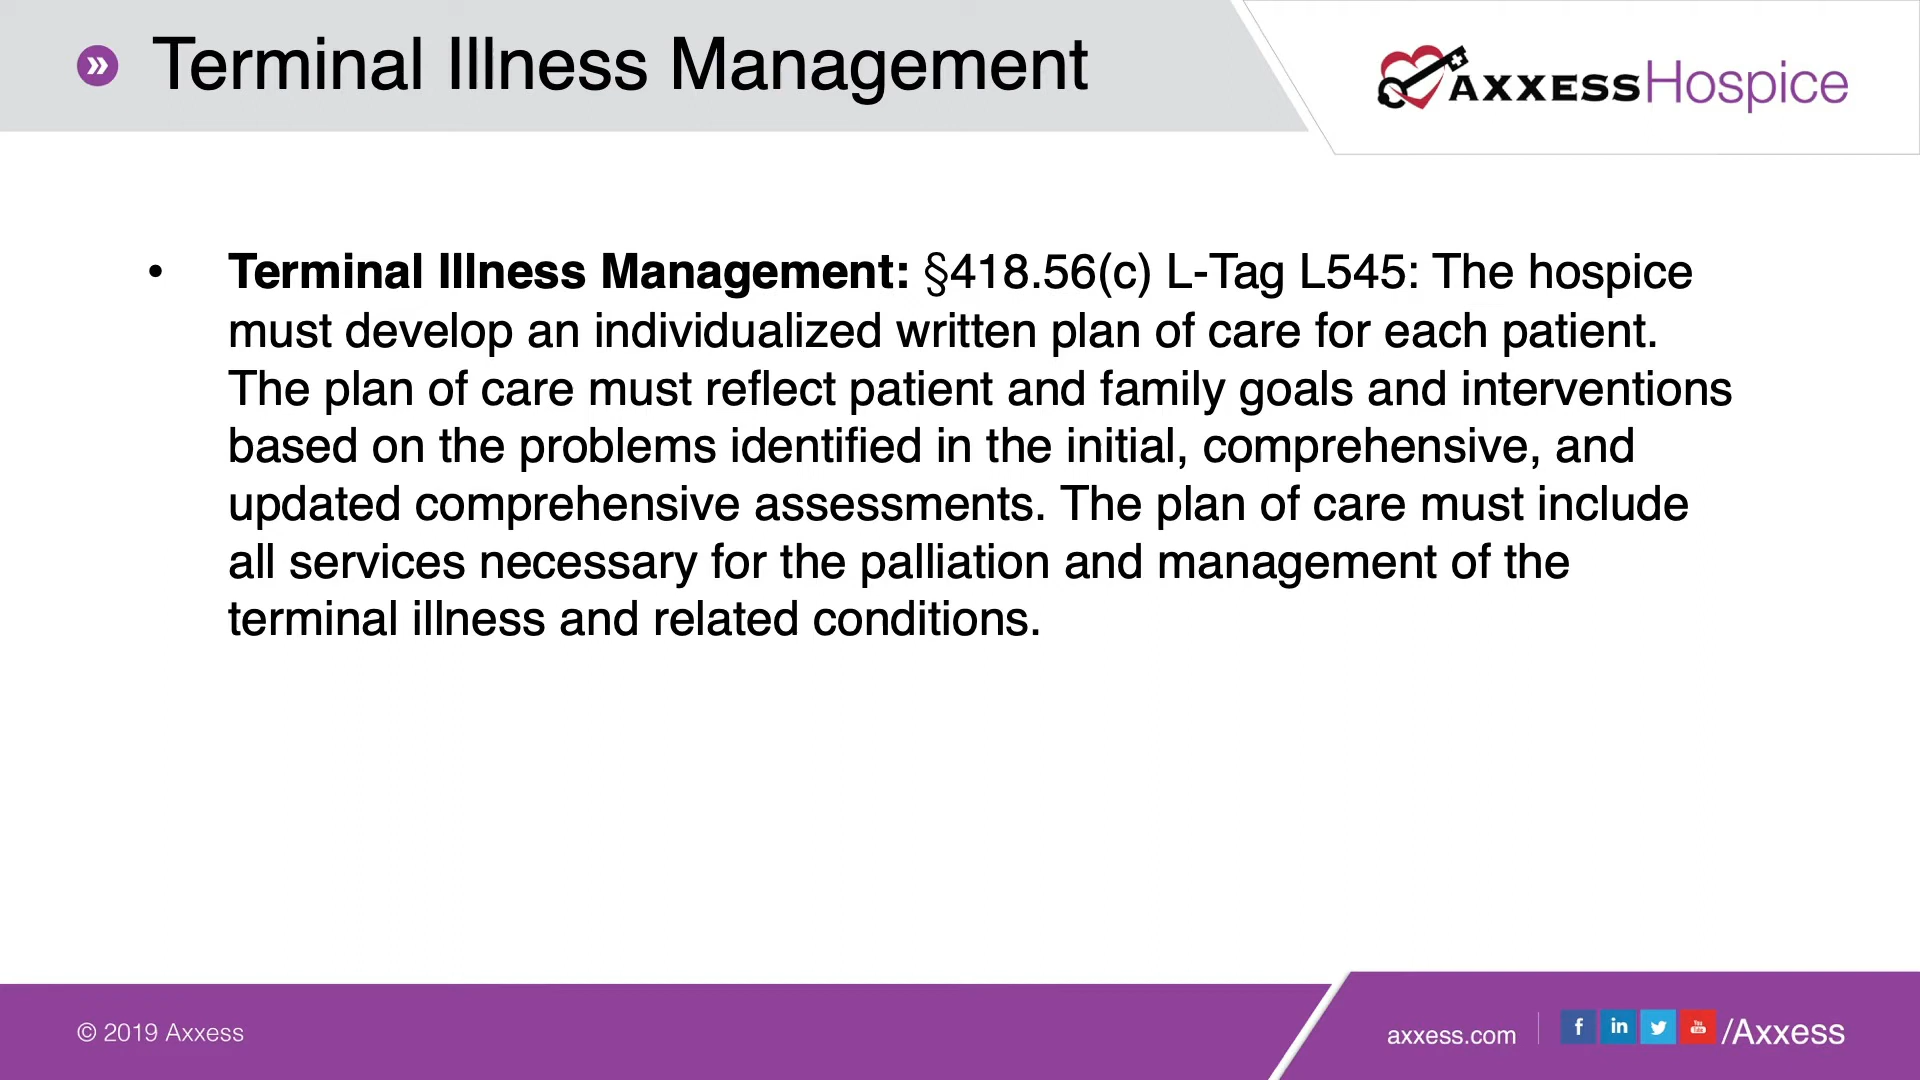 » Terminal Illness Management
AXXESSHospice
• Terminal Illness Management: §418.56(c) L-Tag L545: The hospice
must develop an individualized written plan of care for each patient.
The plan of care must reflect patient and family goals and interventions
based on the problems identified in the initial, comprehensive, and
updated comprehensive assessments. The plan of care must include
all services necessary for the palliation and management of the
terminal illness and related conditions.
© 2019 Axxess
axxess.com
f in You Tube /Axxess